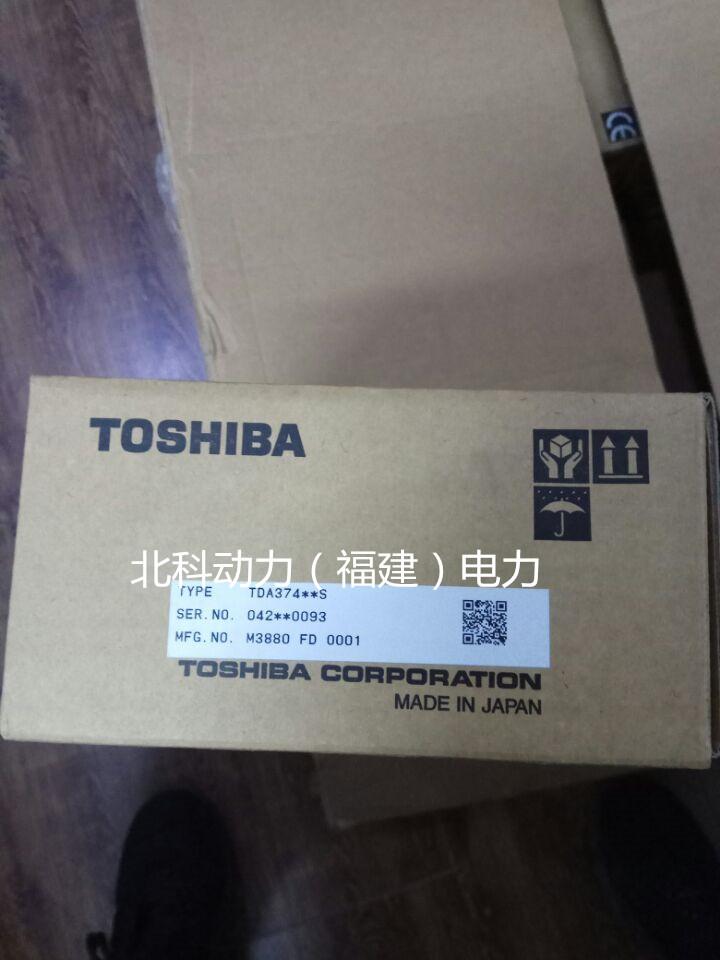 CE
TOSHIBA
北科动力（福建）电力
TYPE TDA374**S
SER.NO. 042**0093
MFG.NO. M3880 FD 0001
TOSHIBA CORPORATION
MADE IN JAPAN